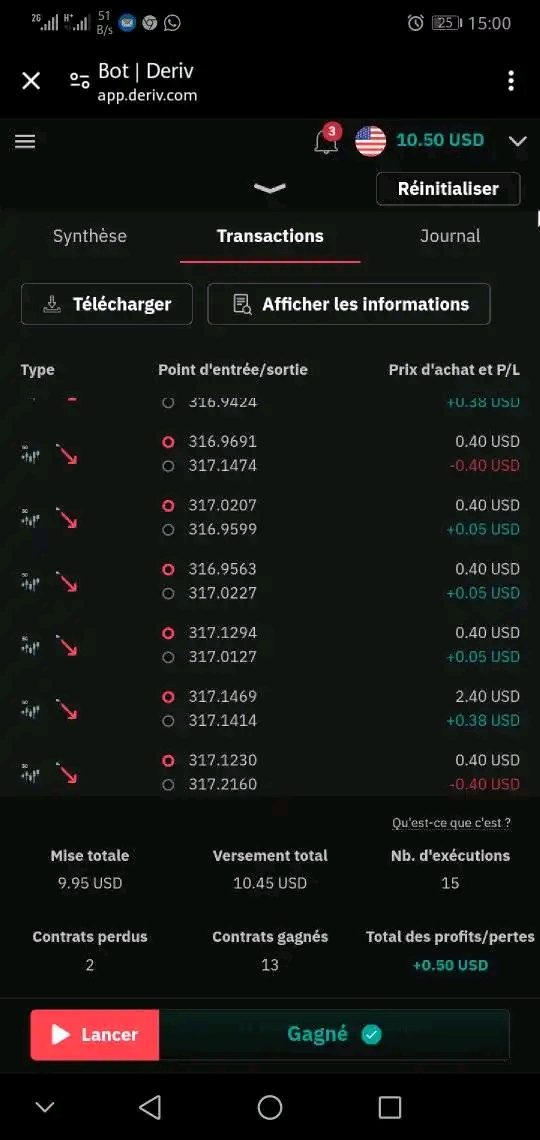 2G H+ 51 B/s 25 15:00
Bot | Deriv
app.deriv.com
3 10.50 USD
Réinitialiser
Synthèse Transactions Journal
Télécharger Afficher les informations
Type Point d'entrée/sortie Prix d'achat et P/L
316.9424 +0.38 USD
316.9691 0.40 USD
317.1474 -0.40 USD
317.0207 0.40 USD
316.9599 +0.05 USD
316.9563 0.40 USD
317.0227 +0.05 USD
317.1294 0.40 USD
317.0127 +0.05 USD
317.1469 2.40 USD
317.1414 +0.38 USD
317.1230 0.40 USD
317.2160 -0.40 USD
Qu'est-ce que c'est ?
Mise totale Versement total Nb. d'exécutions
9.95 USD 10.45 USD 15
Contrats perdus Contrats gagnés Total des profits/pertes
2 13 +0.50 USD
Lancer Gagné